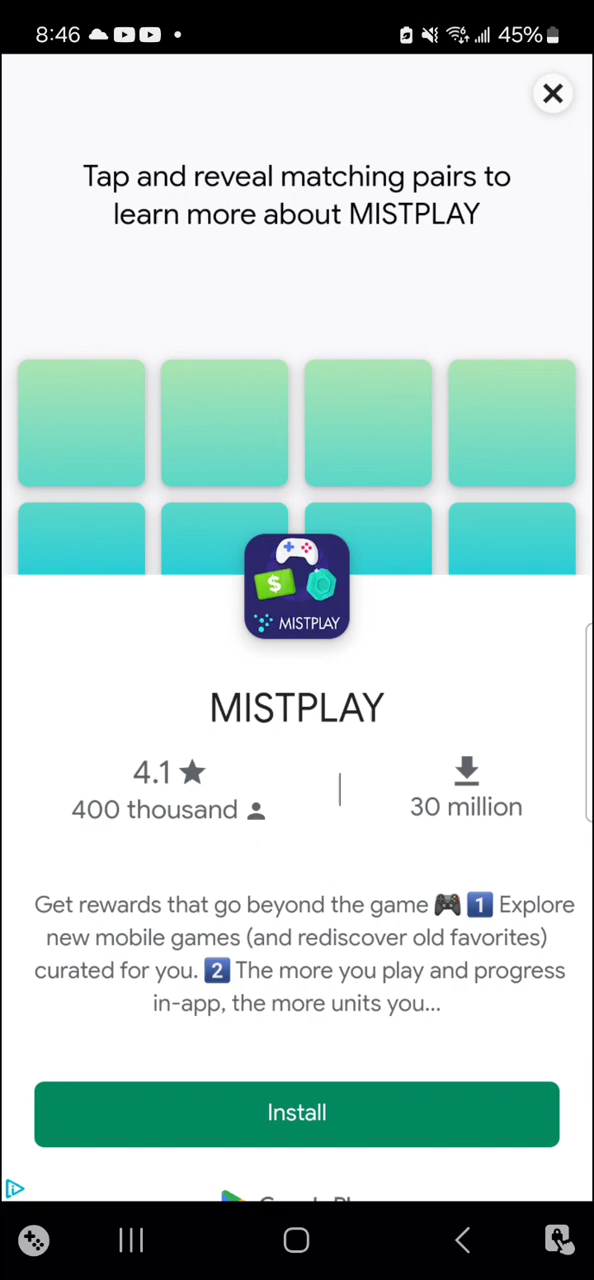 8:46
45%
Tap and reveal matching pairs to
learn more about MISTPLAY
$
MISTPLAY
MISTPLAY
4.1
400 thousand
30 million
Get rewards that go beyond the game 🎮 1️⃣ Explore
new mobile games (and rediscover old favorites)
curated for you. 2️⃣ The more you play and progress
in-app, the more units you...
Install